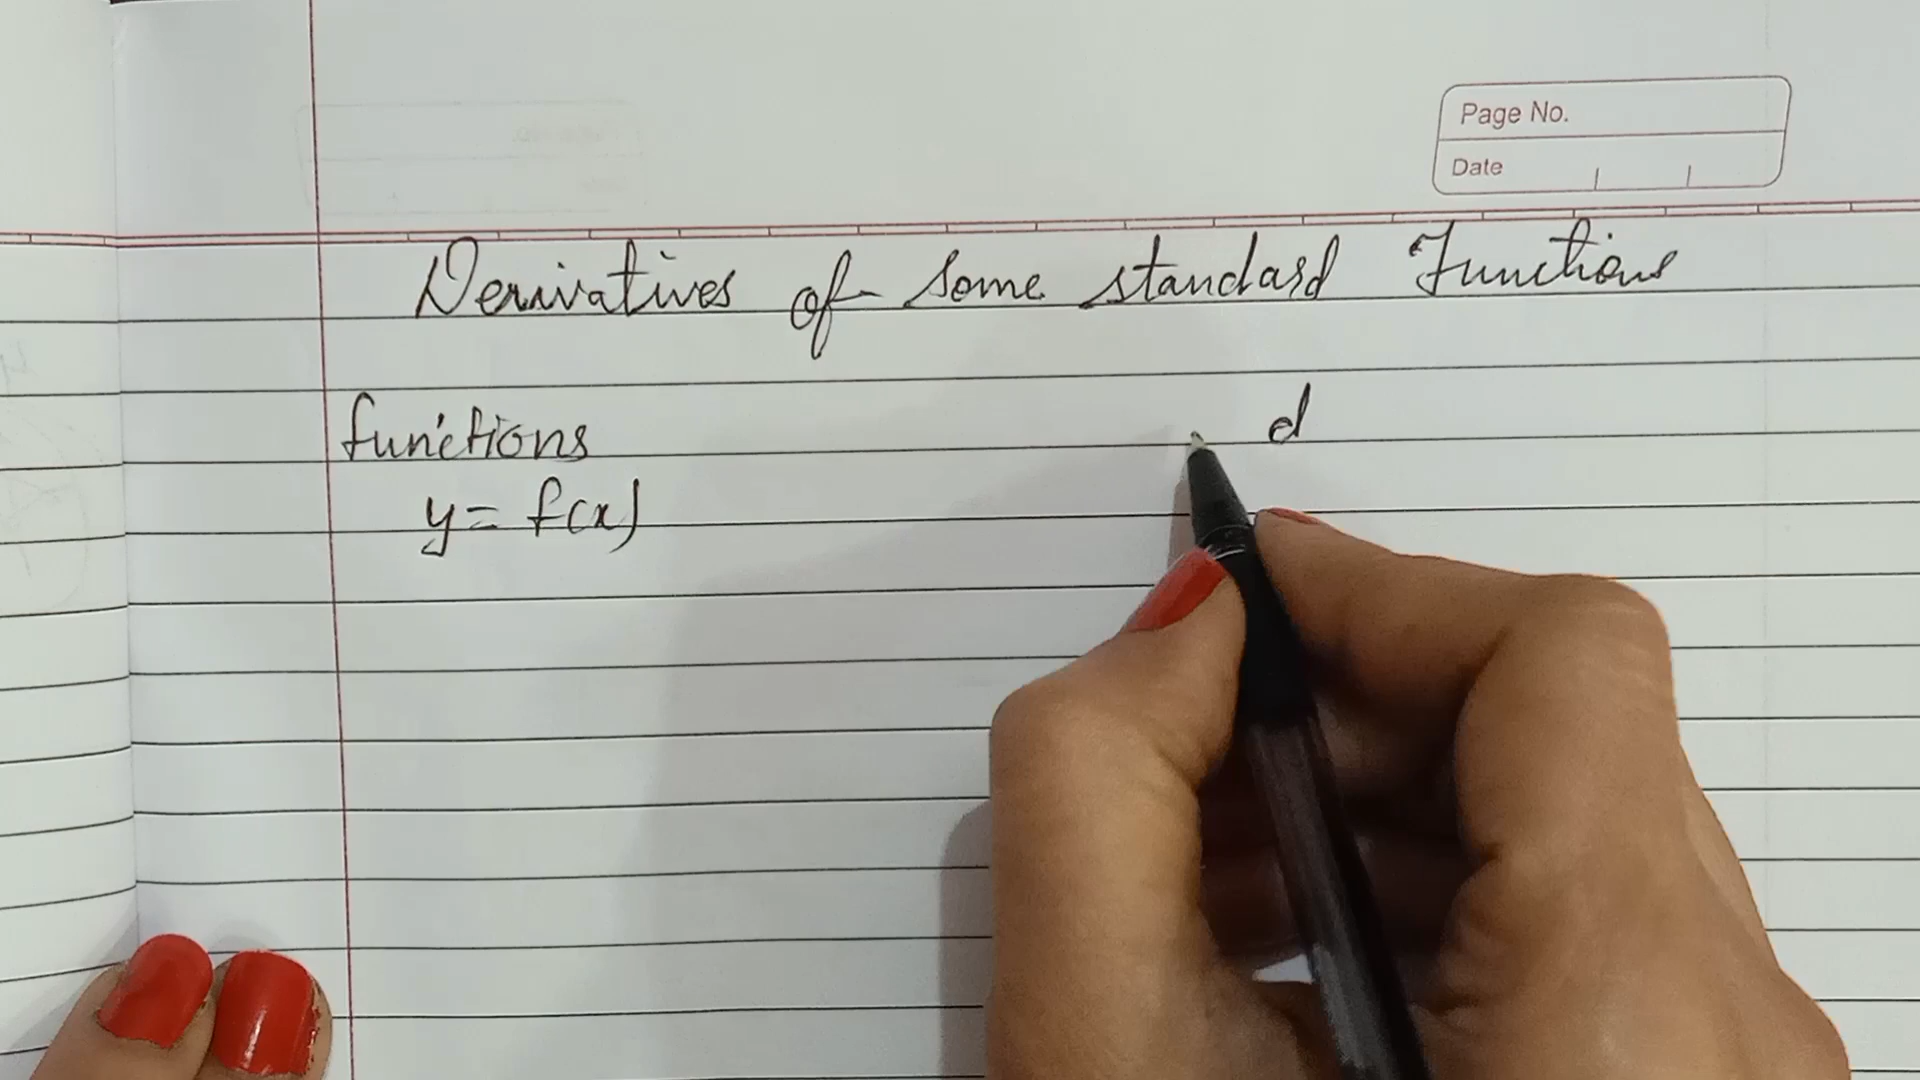 Page No.
Date
Derivatives of some standard Functions
functions d
y = f(x)